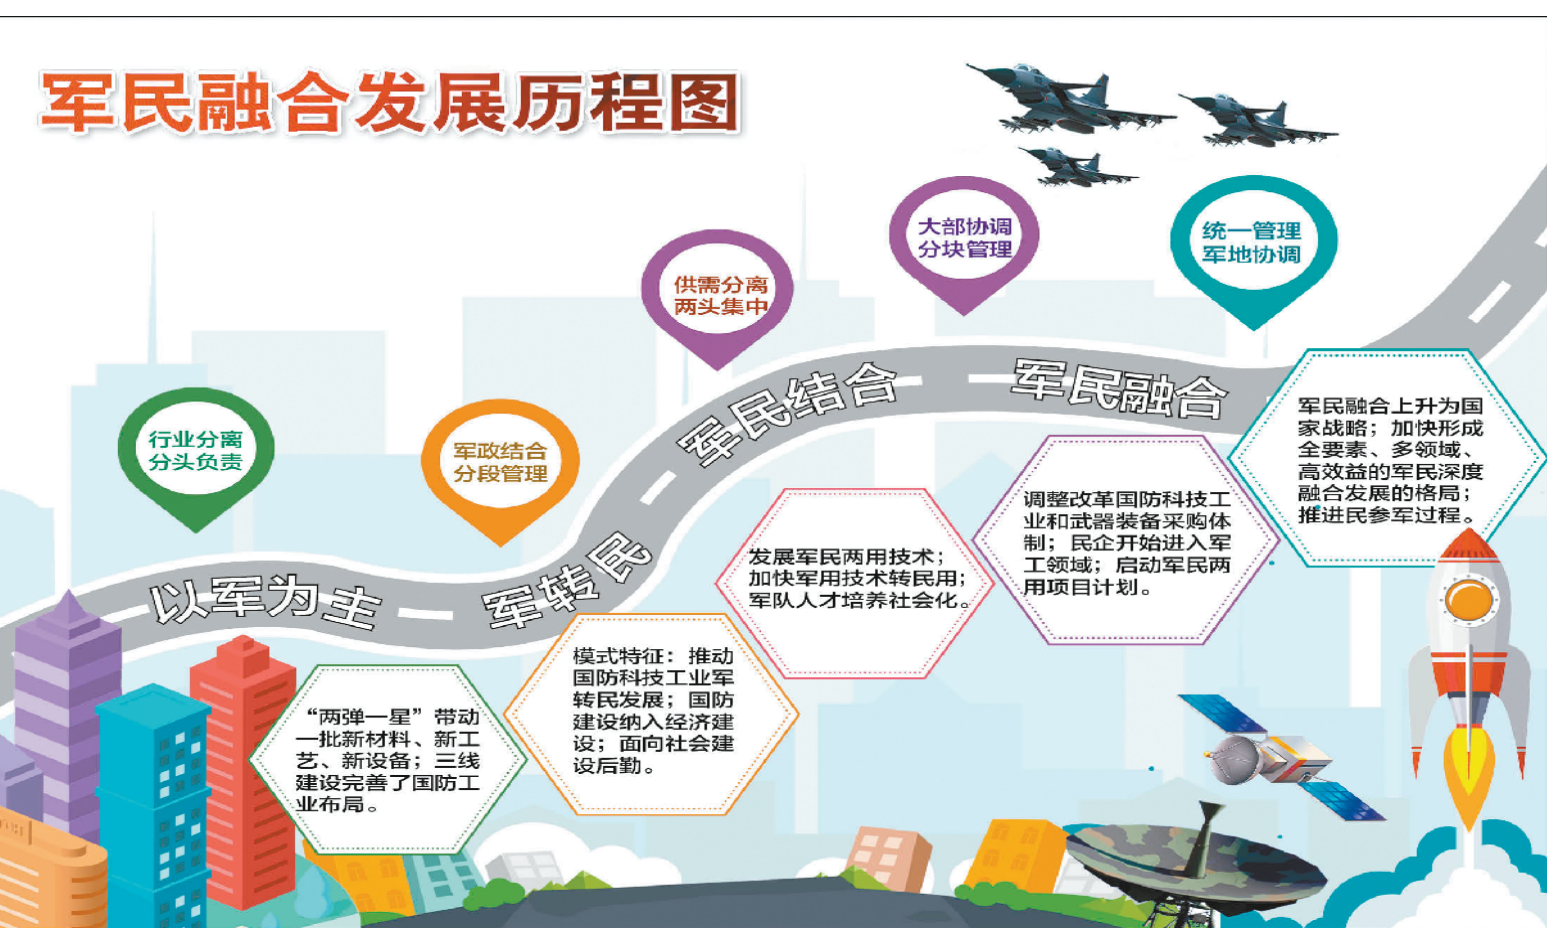 军民融合发展历程图
行业分离
分头负责
军政结合
分段管理
供需分离
两头集中
大部协调
分块管理
统一管理
军地协调
以军为主
军转民
军民结合
军民融合
“两弹一星”带动
一批新材料、新工
艺、新设备；三线
建设完善了国防工
业布局。
模式特征：推动
国防科技工业军
转民发展；国防
建设纳入经济建
设；面向社会建
设后勤。
发展军民两用技术；
加快军用技术转民用；
军队人才培养社会化。
调整改革国防科技工
业和武器装备采购体
制；民企开始进入军
工领域；启动军民两
用项目计划。
军民融合上升为国
家战略；加快形成
全要素、多领域、
高效益的军民深度
融合发展的格局；
推进民参军过程。